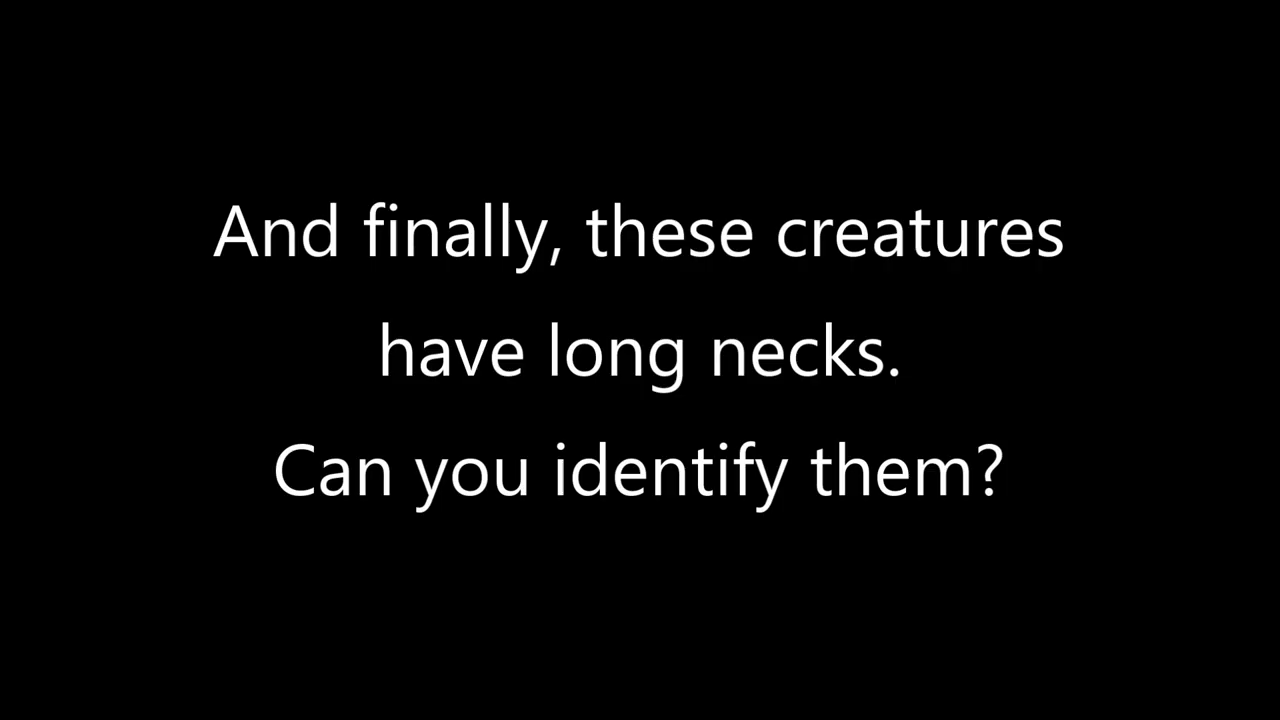 And finally, these creatures
have long necks.
Can you identify them?